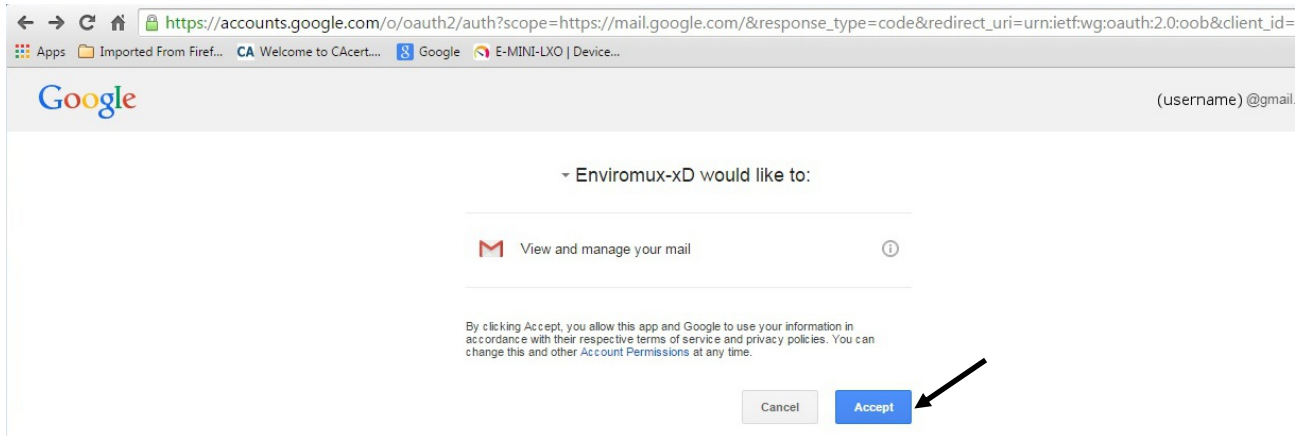 https://accounts.google.com/o/oauth2/auth?scope=https://mail.google.com/&response_type=code&redirect_uri=urn:ietf:wg:oauth:2.0:oob&client_id=
Apps Imported From Firef... CA Welcome to CAcert.... 8 Google E-MINI-LXO | Device...
Google (username) @gmail.
Enviromux-xD would like to:
View and manage your mail
By clicking Accept, you allow this app and Google to use your information in
accordance with their respective terms of service and privacy policies. You can
change this and other Account Permissions at any time.
Cancel Accept